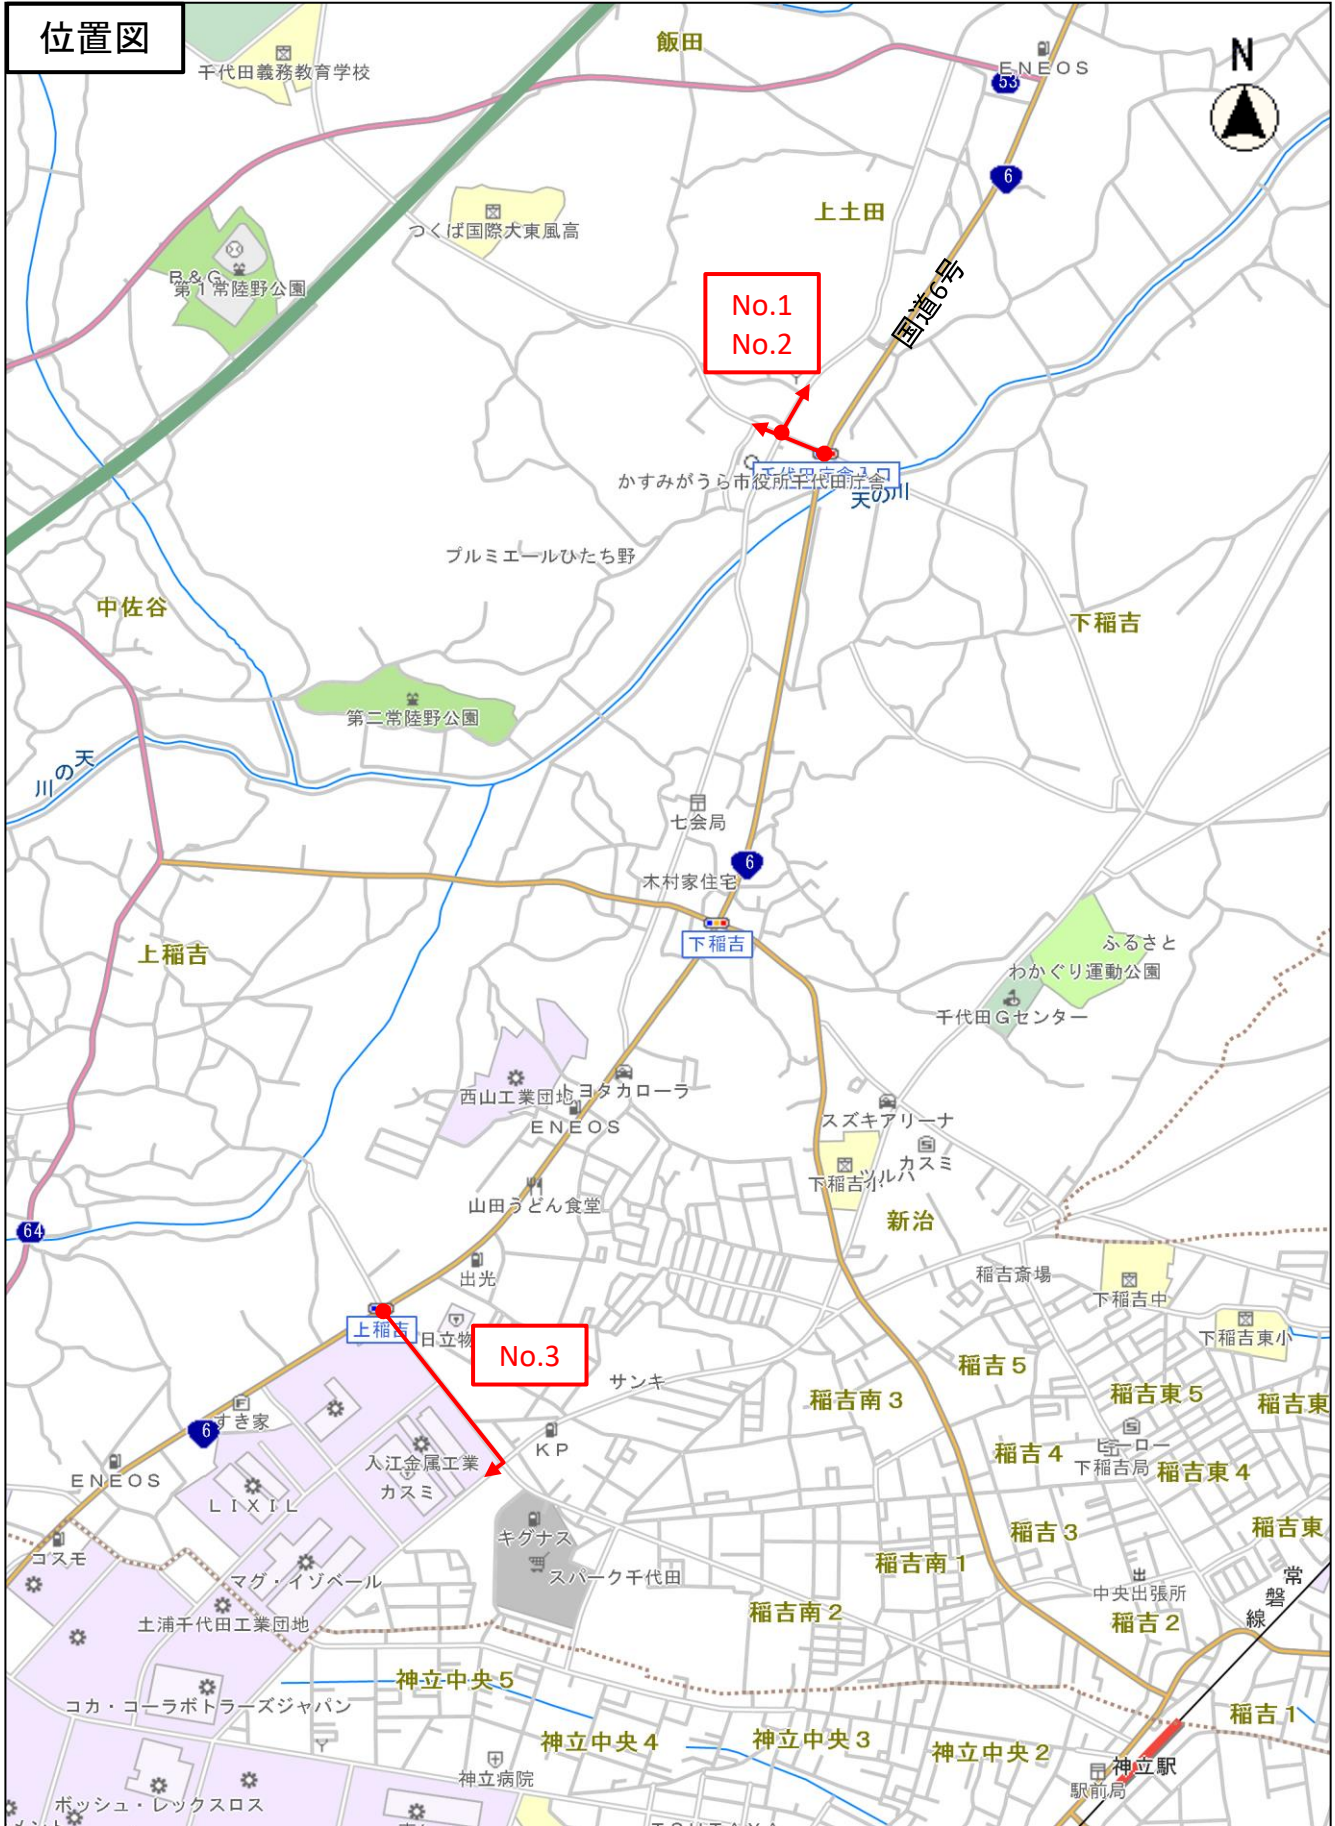 位置図
飯田
千代田義務教育学校
ENEOS
N
53
6
つくば国際大東風高
上土田
B&G
第1常陸野公園
国道6号
No.1
No.2
千代田庁舎入口
かすみがうら市役所千代田庁舎
天の川
プルミエールひたち野
中佐谷
下稲吉
第二常陸野公園
天の川
七会局
6
木村家住宅
下稲吉
上稲吉
ふるさと
わかぐり運動公園
千代田Gセンター
トヨタカローラ
西山工業団地
ENEOS
スズキアリーナ
カスミ
ツルハ
下稲吉小
山田うどん食堂
新治
64
稲吉斎場
出光
下稲吉中
上稲吉
日立物
下稲吉東小
No.3
稲吉5
サンキ
稲吉南3
稲吉東5
稲吉東
すき家
6
KP
ヒーロー
稲吉4
入江金属工業
下稲吉局
稲吉東4
ENEOS
カスミ
LIXIL
稲吉3
稲吉東
キグナス
コスモ
稲吉南1
スパーク千代田
マグ・イゾベール
常磐線
中央出張所
稲吉南2
稲吉2
土浦千代田工業団地
神立中央5
コカ・コーラボトラーズジャパン
稲吉1
神立中央4
神立中央3
神立中央2
神立駅
神立病院
駅前局
ボッシュ・レックスロス